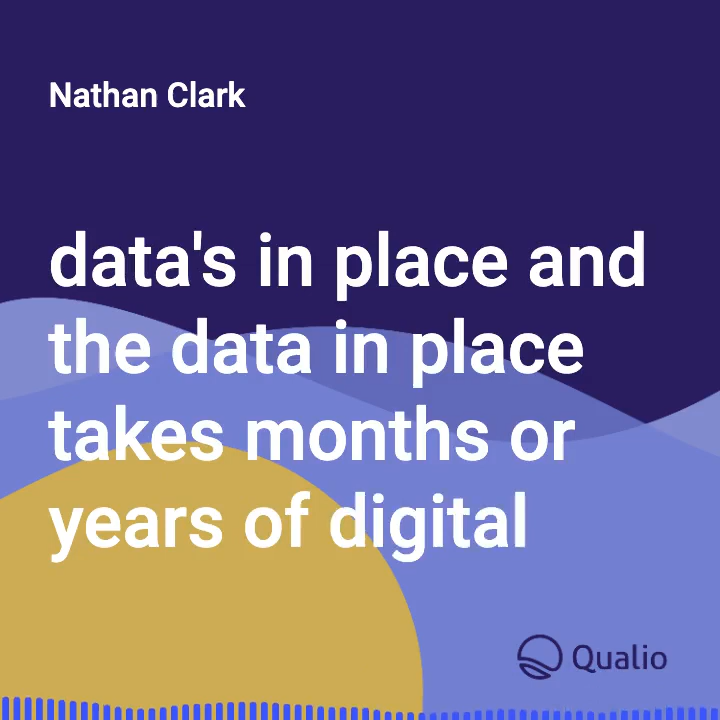 Nathan Clark
data's in place and
the data in place
takes months or
years of digital
Qualio